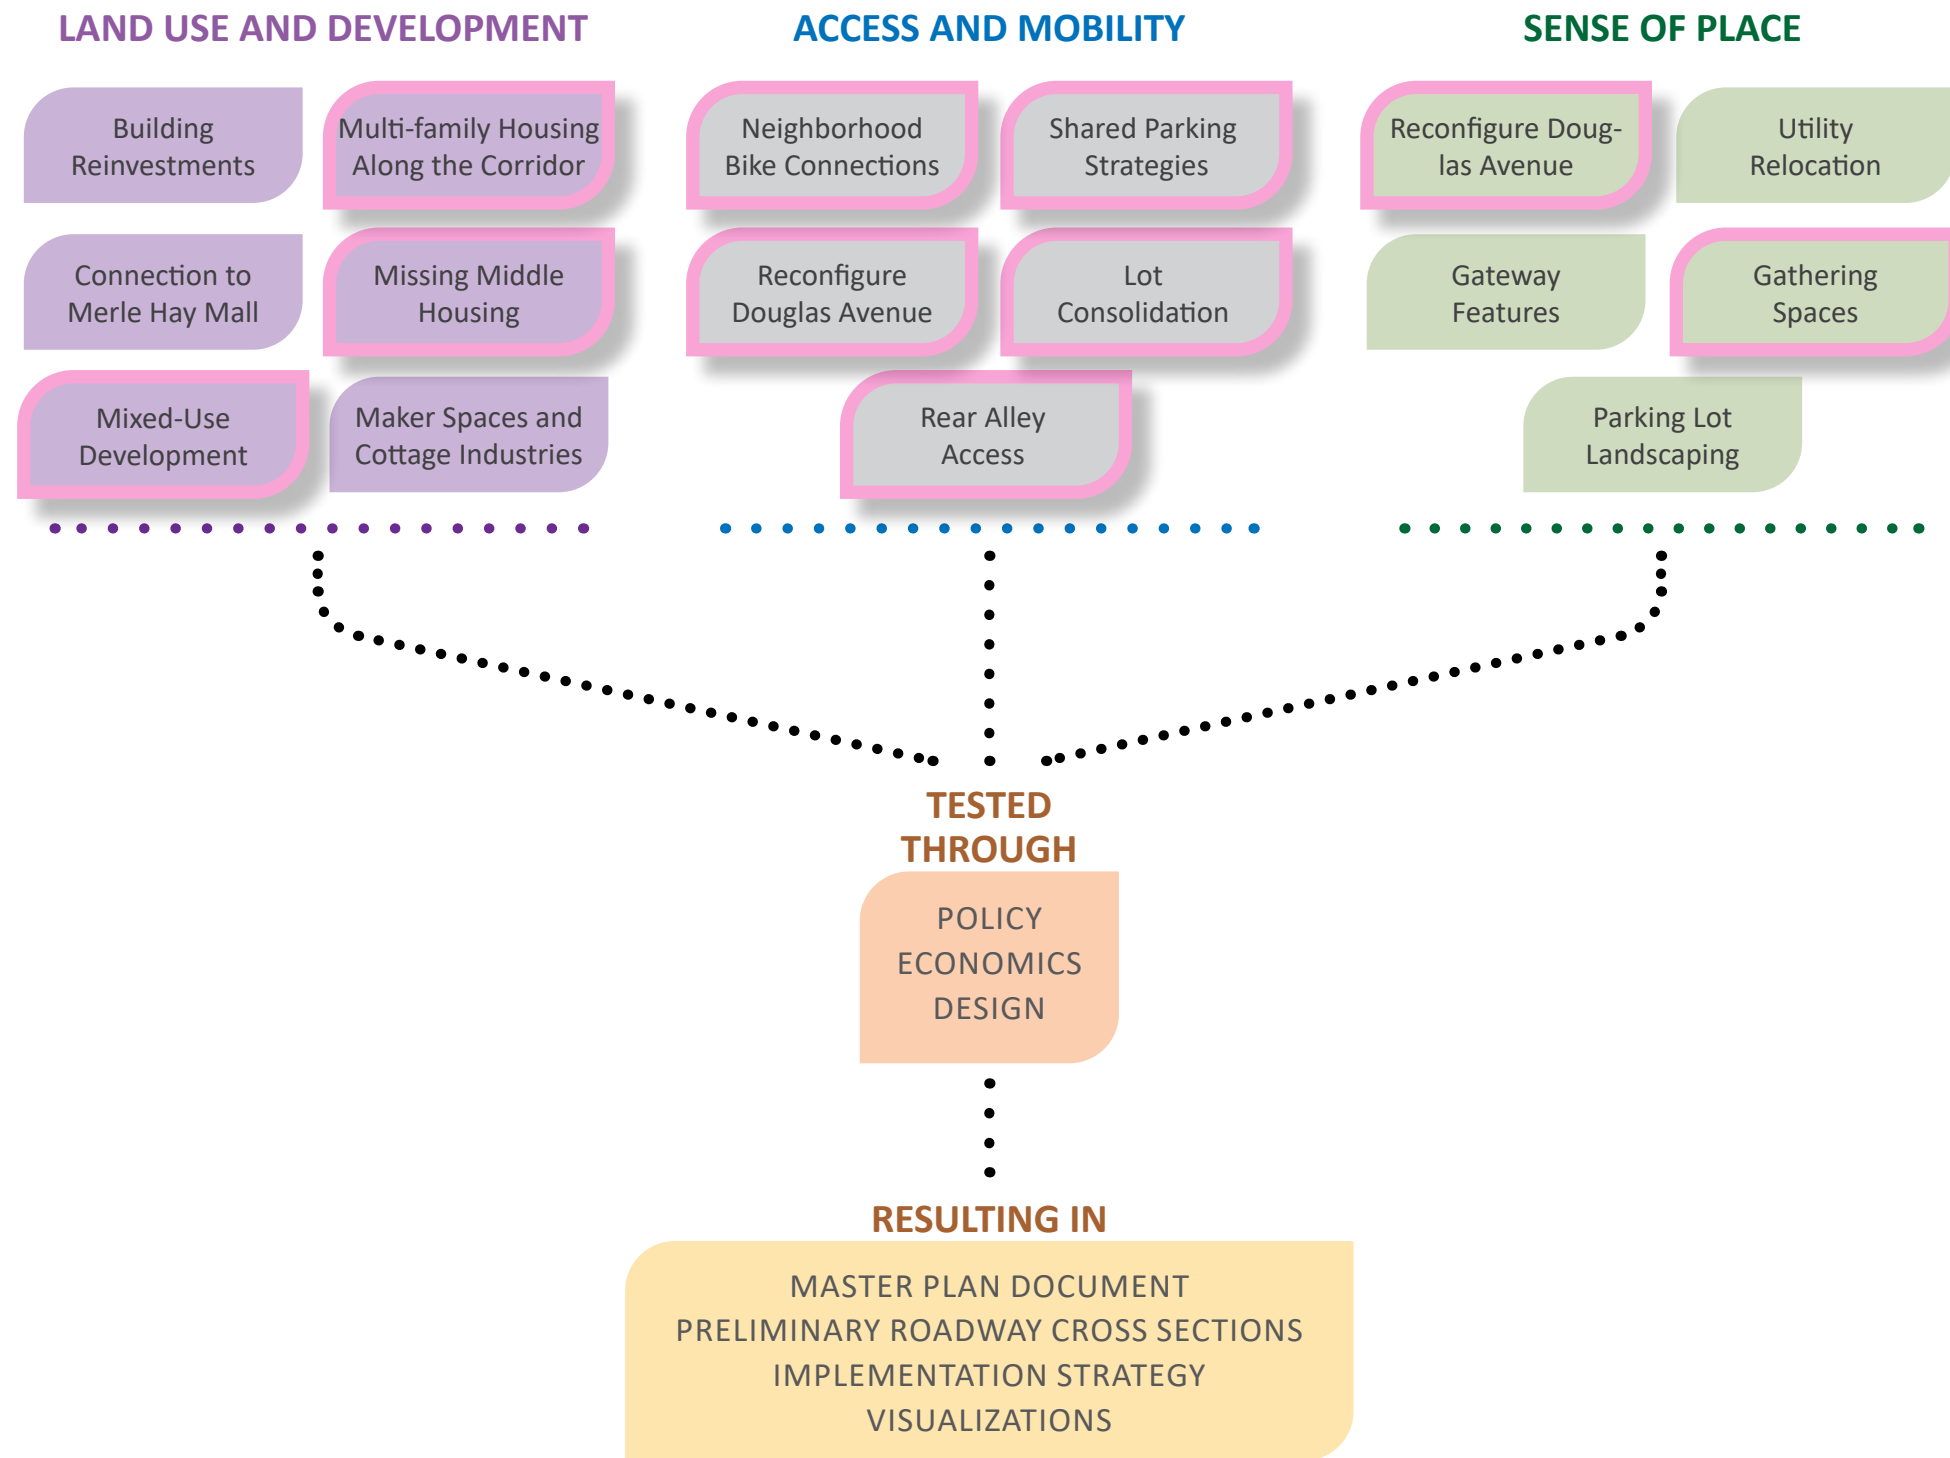 LAND USE AND DEVELOPMENT
Building
Reinvestments
Multi-family Housing
Along the Corridor
Connection to
Merle Hay Mall
Missing Middle
Housing
Mixed-Use
Development
Maker Spaces and
Cottage Industries
ACCESS AND MOBILITY
Neighborhood
Bike Connections
Shared Parking
Strategies
Reconfigure
Douglas Avenue
Lot
Consolidation
Rear Alley
Access
SENSE OF PLACE
Reconfigure Doug-
las Avenue
Utility
Relocation
Gateway
Features
Gathering
Spaces
Parking Lot
Landscaping
TESTED
THROUGH
POLICY
ECONOMICS
DESIGN
RESULTING IN
MASTER PLAN DOCUMENT
PRELIMINARY ROADWAY CROSS SECTIONS
IMPLEMENTATION STRATEGY
VISUALIZATIONS